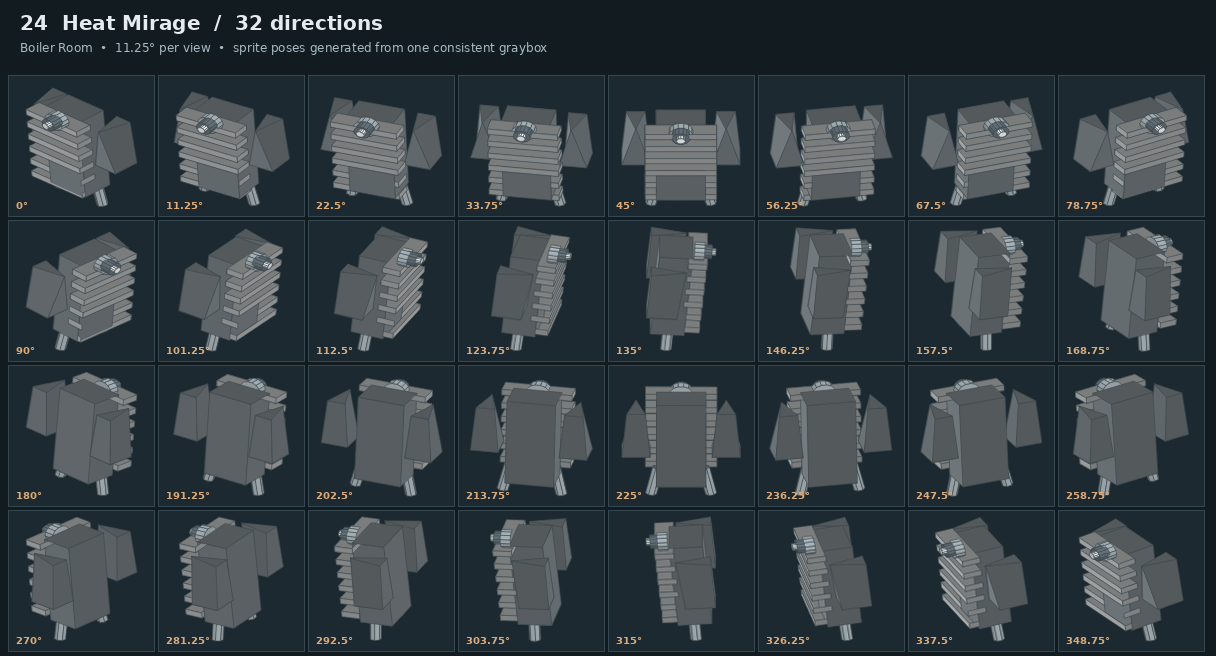 24 Heat Mirage / 32 directions
Boiler Room • 11.25° per view • sprite poses generated from one consistent graybox
0° 11.25° 22.5° 33.75° 45° 56.25° 67.5° 78.75°
90° 101.25° 112.5° 123.75° 135° 146.25° 157.5° 168.75°
180° 191.25° 202.5° 213.75° 225° 236.25° 247.5° 258.75°
270° 281.25° 292.5° 303.75° 315° 326.25° 337.5° 348.75°